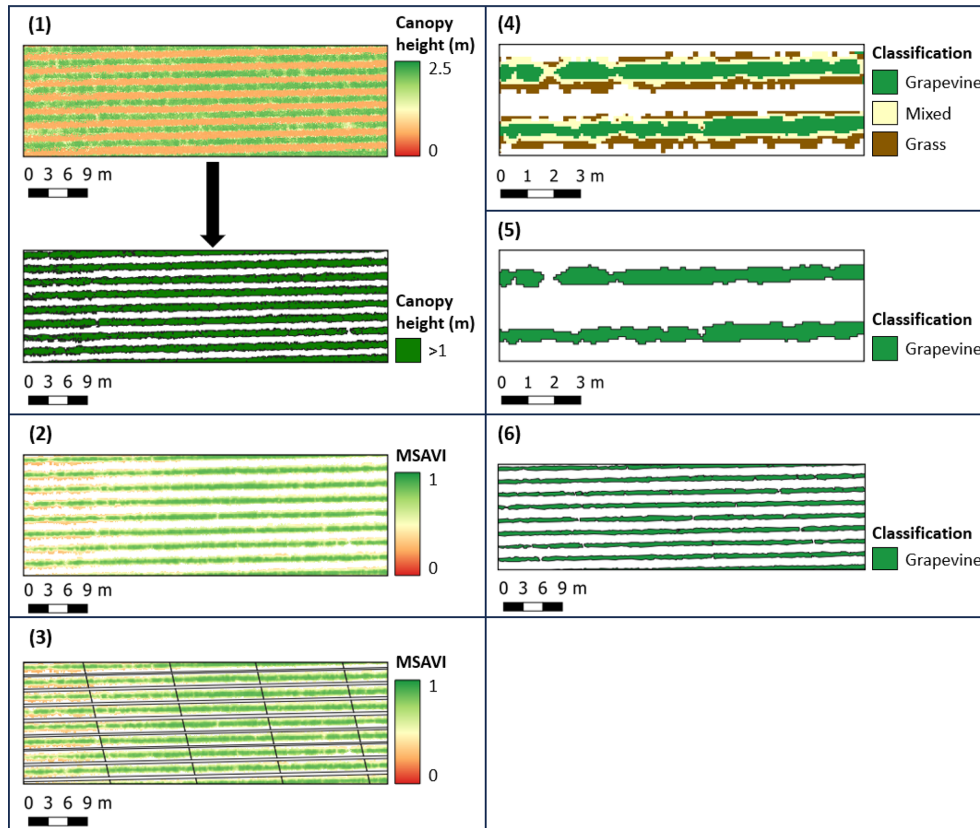 (1)
Canopy
height (m)
2.5
0
0 3 6 9 m
Canopy
height (m)
>1
0 3 6 9 m
(2)
MSAVI
1
0
0 3 6 9 m
(3)
MSAVI
1
0
0 3 6 9 m
(4)
Classification
Grapevine
Mixed
Grass
0 1 2 3 m
(5)
Classification
Grapevine
0 1 2 3 m
(6)
Classification
Grapevine
0 3 6 9 m